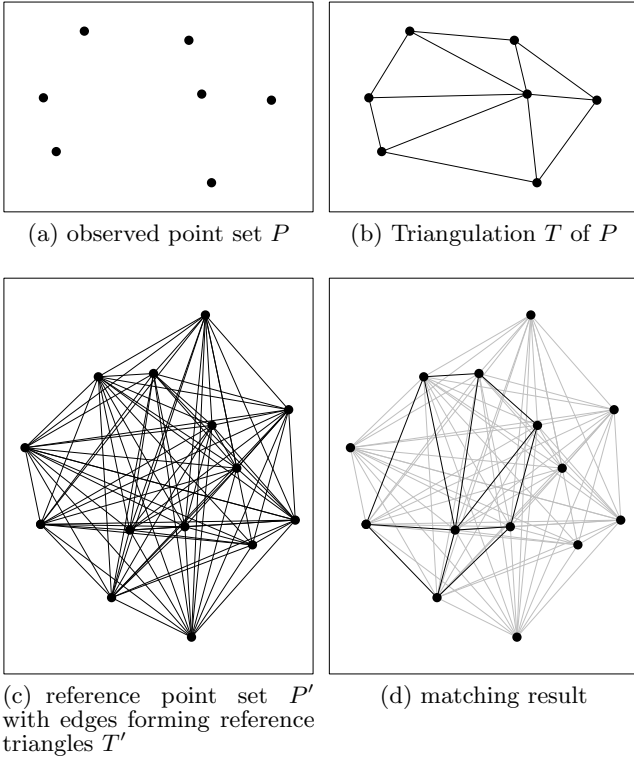 (a) observed point set P
(b) Triangulation T of P
(c) reference point set P′
with edges forming reference
triangles T′
(d) matching result